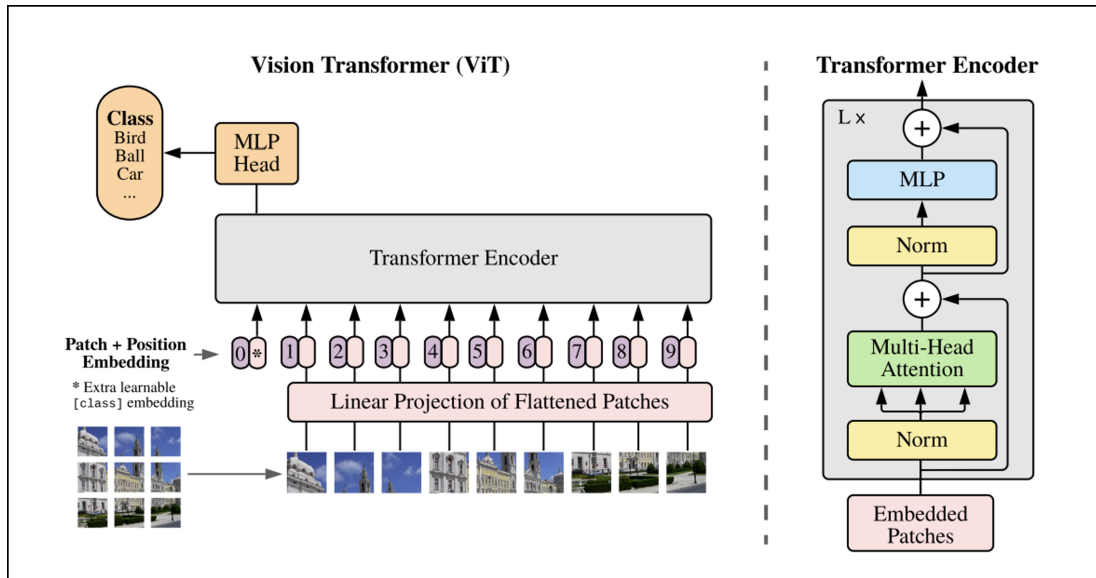 Vision Transformer (ViT)
Class
Bird
Ball
Car
...
MLP
Head
Transformer Encoder
Patch + Position
Embedding
* Extra learnable
[class] embedding
0 * 1 2 3 4 5 6 7 8 9
Linear Projection of Flattened Patches
Transformer Encoder
L ×
+
MLP
Norm
+
Multi-Head
Attention
Norm
Embedded
Patches